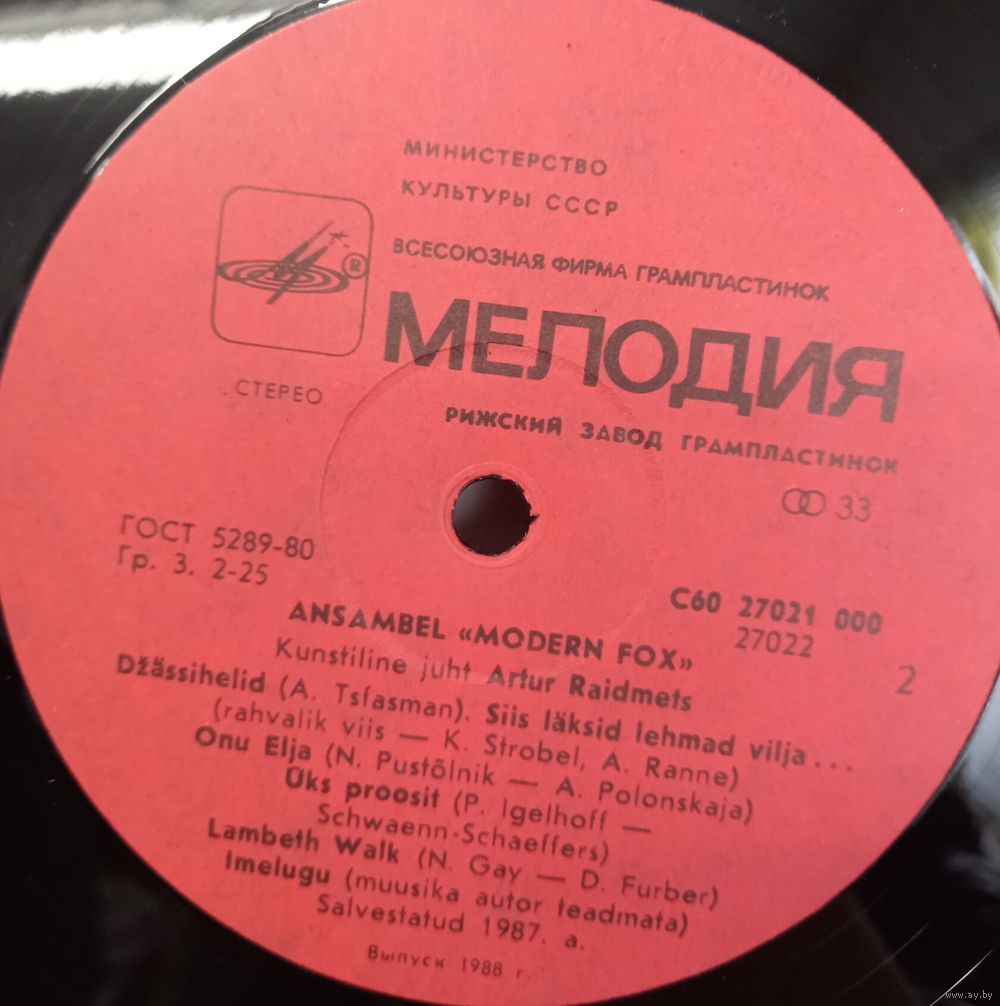 МИНИСТЕРСТВО
КУЛЬТУРЫ СССР
ВСЕСОЮЗНАЯ ФИРМА ГРАМПЛАСТИНОК
®
МЕЛОДИЯ
СТЕРЕО
РИЖСКИЙ ЗАВОД ГРАМПЛАСТИНОК
33
ГОСТ 5289-80
Гр. 3. 2-25
С60 27021 000
27022
2
ANSAMBEL «MODERN FOX»
Kunstiline juht Artur Raidmets
Džässihelid (A. Tsfasman). Siis läksid lehmad vilja...
(rahvalik viis — K. Strobel, A. Ranne)
Onu Elja (N. Pustõlnik — A. Polonskaja)
Üks proosit (P. Igelhoff —
Schwaenn-Schaeffers)
Lambeth Walk (N. Gay — D. Furber)
Imelugu (muusika autor teadmata)
Salvestatud 1987. a.
Выпуск 1988 г.
www.ay.by